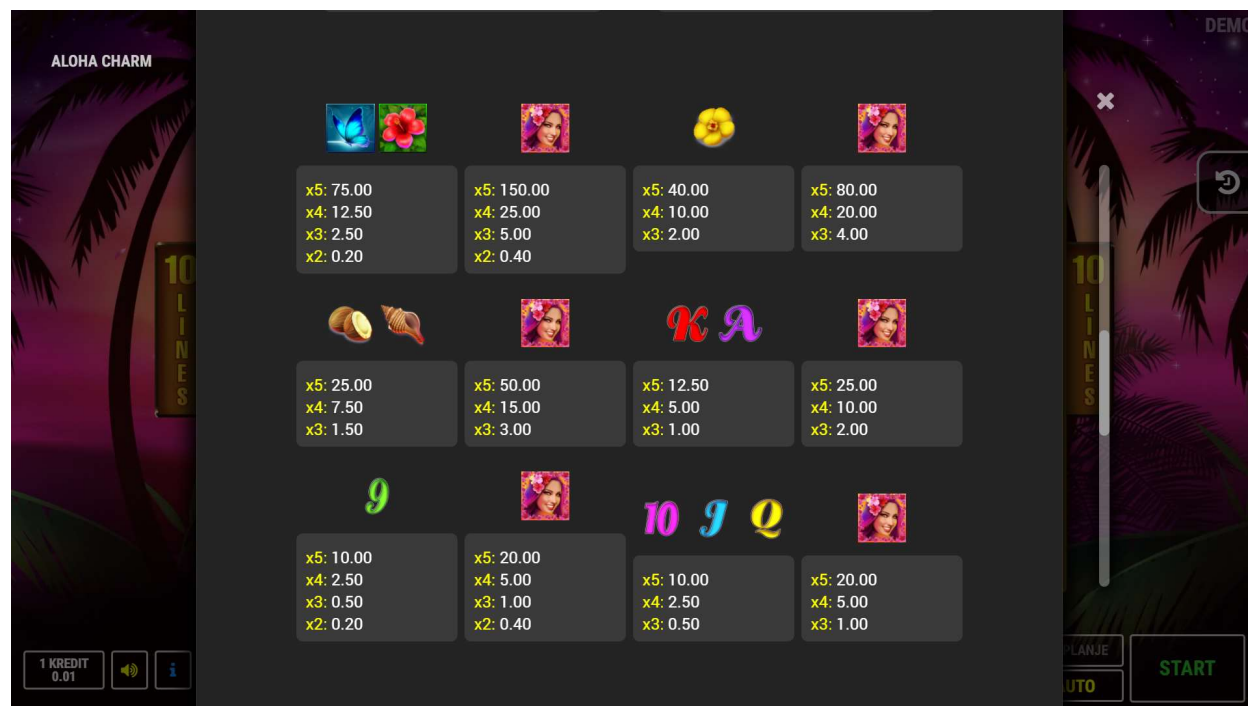 DEMO
ALOHA CHARM
x5: 75.00
x4: 12.50
x3: 2.50
x2: 0.20
x5: 150.00
x4: 25.00
x3: 5.00
x2: 0.40
x5: 40.00
x4: 10.00
x3: 2.00
x5: 80.00
x4: 20.00
x3: 4.00
10
LINES
10
LINES
K A
x5: 25.00
x4: 7.50
x3: 1.50
x5: 50.00
x4: 15.00
x3: 3.00
x5: 12.50
x4: 5.00
x3: 1.00
x5: 25.00
x4: 10.00
x3: 2.00
9
10 J Q
x5: 10.00
x4: 2.50
x3: 0.50
x2: 0.20
x5: 20.00
x4: 5.00
x3: 1.00
x2: 0.40
x5: 10.00
x4: 2.50
x3: 0.50
x5: 20.00
x4: 5.00
x3: 1.00
1 KREDIT
0.01
i
PLANJE
UTO
START